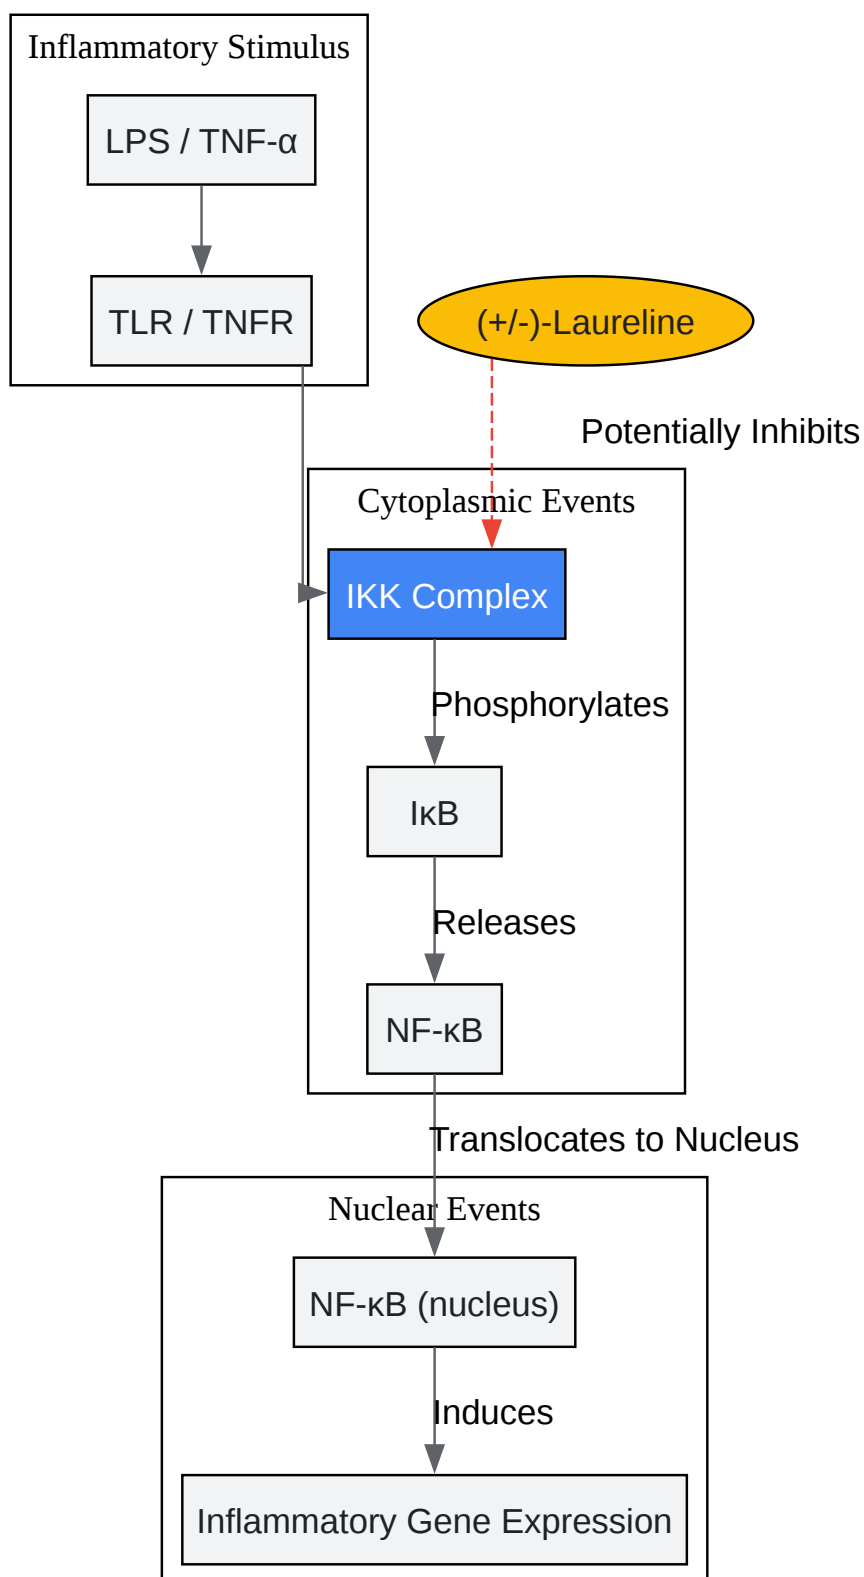 Inflammatory Stimulus
LPS / TNF-α
TLR / TNFR
(+/-)-Laureline
Potentially Inhibits
Cytoplasmic Events
IKK Complex
Phosphorylates
IκB
Releases
NF-κB
Translocates to Nucleus
Nuclear Events
NF-κB (nucleus)
Induces
Inflammatory Gene Expression